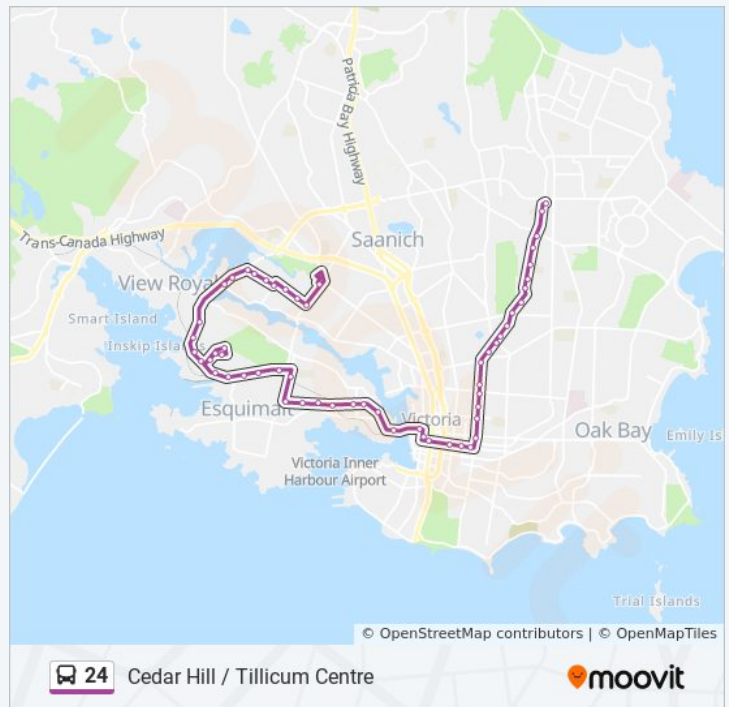 Patricia Bay Highway
Trans-Canada Highway
Saanich
View Royal
Smart Island
Inskip Islands
Esquimalt
Victoria
Oak Bay
Emily Is
Victoria Inner
Harbour Airport
Trial Islands
© OpenStreetMap contributors | © OpenMapTiles
24 Cedar Hill / Tillicum Centre
moovit